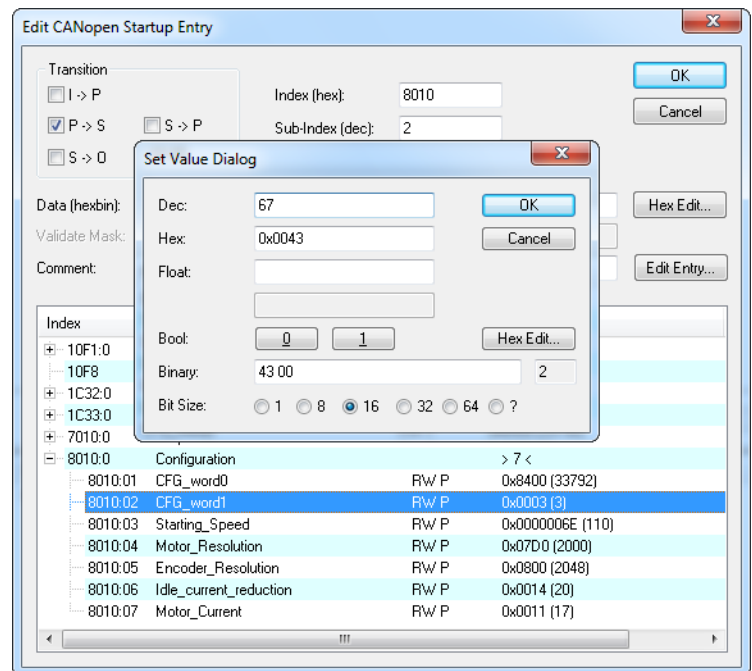 Edit CANopen Startup Entry
Transition
I -> P
P -> S
S -> P
S -> O
Index (hex): 8010
Sub-Index (dec): 2
OK
Cancel
Data (hexbin):
Hex Edit...
Validate Mask:
Comment:
Edit Entry...
Set Value Dialog
Dec: 67
OK
Hex: 0x0043
Cancel
Float:
Bool: 0 1 Hex Edit...
Binary: 43 00 2
Bit Size: 1 8 16 32 64 ?
Index
10F1:0
10F8
1C32:0
1C33:0
7010:0
8010:0 Configuration > 7 <
8010:01 CFG_word0 RW P 0x8400 (33792)
8010:02 CFG_word1 RW P 0x0003 (3)
8010:03 Starting_Speed RW P 0x0000006E (110)
8010:04 Motor_Resolution RW P 0x07D0 (2000)
8010:05 Encoder_Resolution RW P 0x0800 (2048)
8010:06 Idle_current_reduction RW P 0x0014 (20)
8010:07 Motor_Current RW P 0x0011 (17)